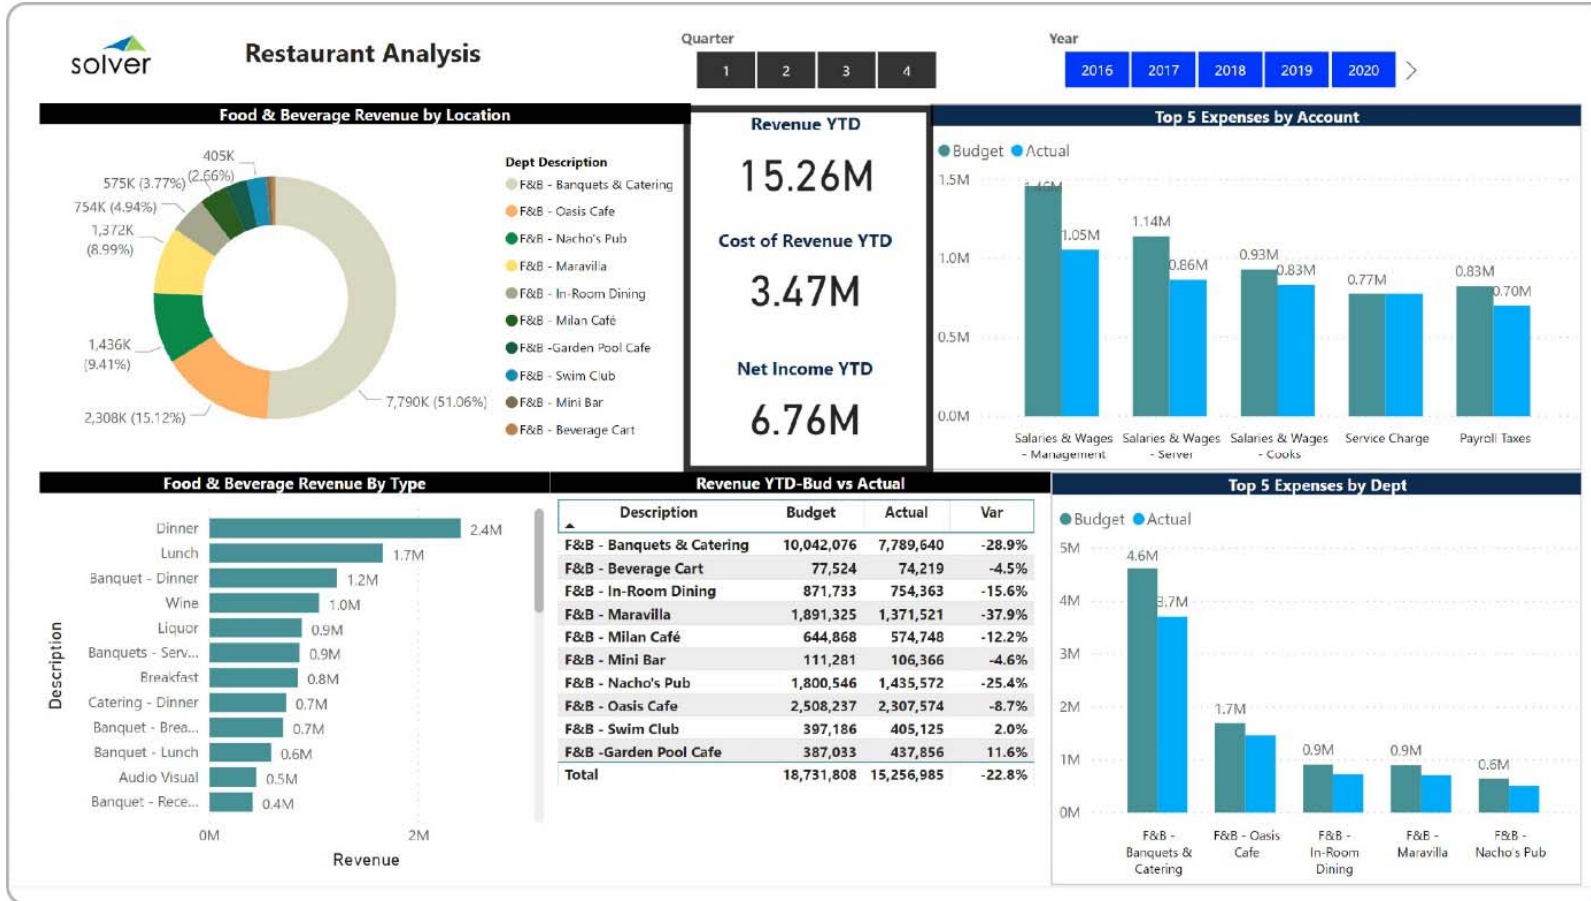 solver
Restaurant Analysis
Quarter
1 2 3 4
Year
2016 2017 2018 2019 2020
Food & Beverage Revenue by Location
405K
(2.66%)
575K (3.77%)
754K (4.94%)
1,372K
(8.99%)
1,436K
(9.41%)
2,308K (15.12%)
7,790K (51.06%)
Dept Description
F&B - Banquets & Catering
F&B - Oasis Cafe
F&B - Nacho's Pub
F&B - Maravilla
F&B - In-Room Dining
F&B - Milan Café
F&B -Garden Pool Cafe
F&B - Swim Club
F&B - Mini Bar
F&B - Beverage Cart
Revenue YTD
15.26M
Cost of Revenue YTD
3.47M
Net Income YTD
6.76M
Top 5 Expenses by Account
Budget Actual
1.5M
1.0M
0.5M
0.0M
1.46M
1.05M
1.14M
0.86M
0.93M
0.83M
0.77M
0.83M
0.70M
Salaries & Wages
- Management
Salaries & Wages
- Server
Salaries & Wages
- Cooks
Service Charge
Payroll Taxes
Food & Beverage Revenue By Type
Description
Dinner 2.4M
Lunch 1.7M
Banquet - Dinner 1.2M
Wine 1.0M
Liquor 0.9M
Banquets - Serv... 0.9M
Breakfast 0.8M
Catering - Dinner 0.7M
Banquet - Brea... 0.7M
Banquet - Lunch 0.6M
Audio Visual 0.5M
Banquet - Rece... 0.4M
0M 2M
Revenue
Revenue YTD-Bud vs Actual
Description Budget Actual Var
F&B - Banquets & Catering 10,042,076 7,789,640 -28.9%
F&B - Beverage Cart 77,524 74,219 -4.5%
F&B - In-Room Dining 871,733 754,363 -15.6%
F&B - Maravilla 1,891,325 1,371,521 -37.9%
F&B - Milan Café 644,868 574,748 -12.2%
F&B - Mini Bar 111,281 106,366 -4.6%
F&B - Nacho's Pub 1,800,546 1,435,572 -25.4%
F&B - Oasis Cafe 2,508,237 2,307,574 -8.7%
F&B - Swim Club 397,186 405,125 2.0%
F&B -Garden Pool Cafe 387,033 437,856 11.6%
Total 18,731,808 15,256,985 -22.8%
Top 5 Expenses by Dept
Budget Actual
5M
4M
3M
2M
1M
0M
4.6M
3.7M
1.7M
0.9M
0.9M
0.6M
F&B -
Banquets &
Catering
F&B - Oasis
Cafe
F&B -
In-Room
Dining
F&B -
Maravilla
F&B -
Nacho's Pub